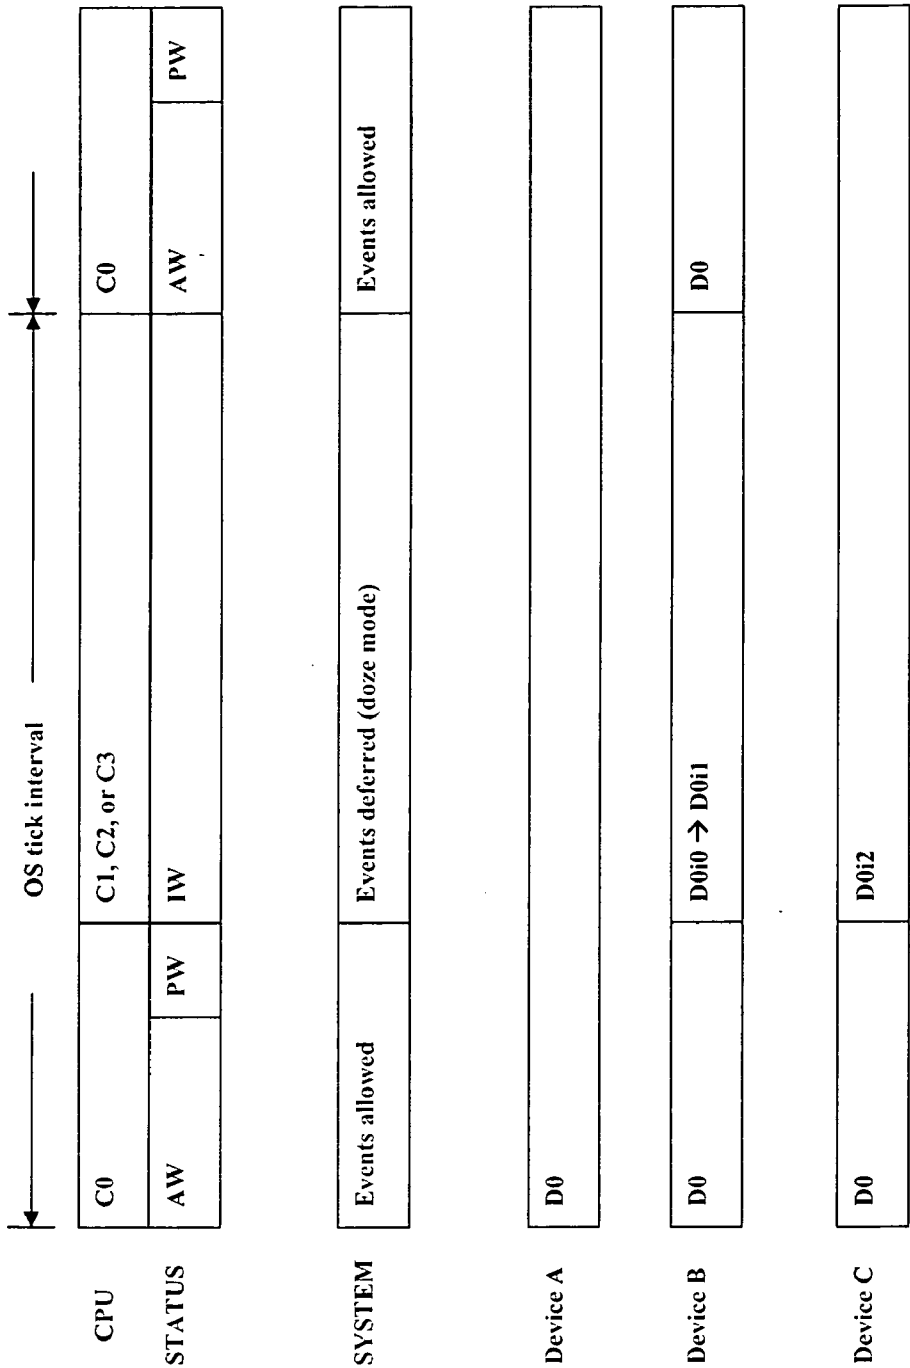 OS tick interval
CPU C0 C1, C2, or C3 C0
STATUS AW PW IW AW PW
SYSTEM Events allowed Events deferred (doze mode) Events allowed
Device A D0
Device B D0 D0i0 → D0i1 D0
Device C D0 D0i2